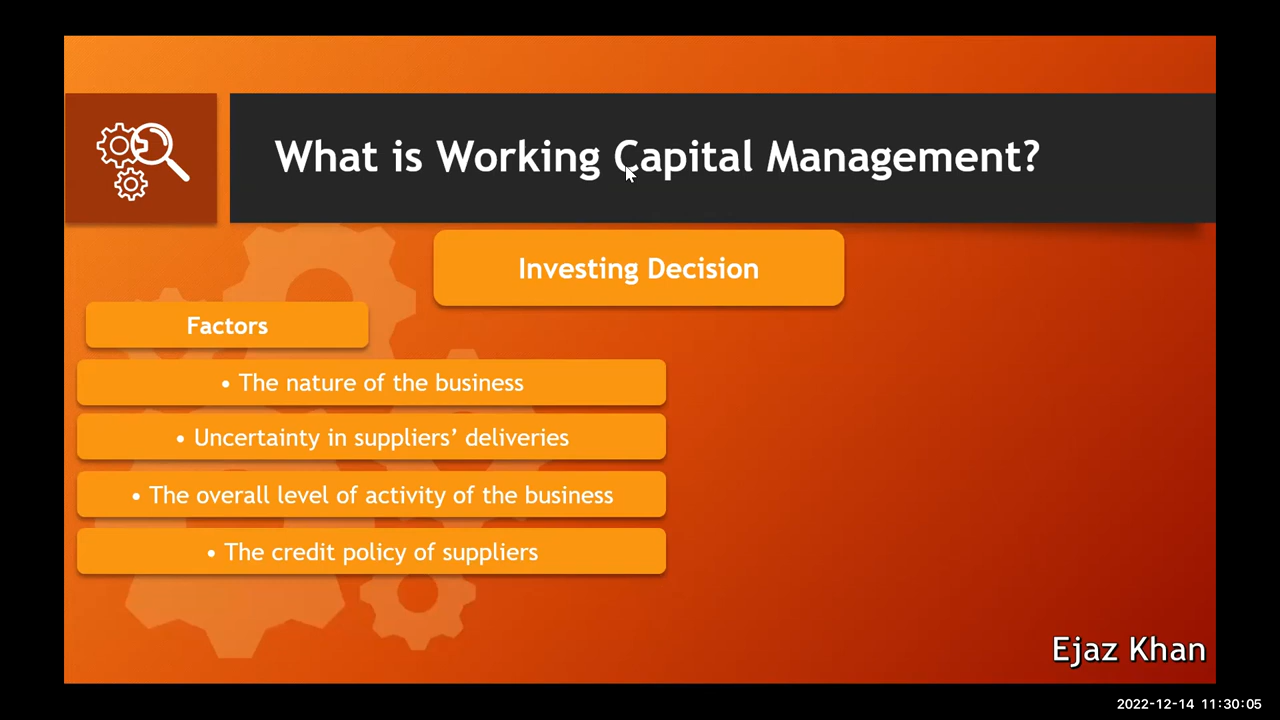 What is Working Capital Management?
Investing Decision
Factors
• The nature of the business
• Uncertainty in suppliers’ deliveries
• The overall level of activity of the business
• The credit policy of suppliers
Ejaz Khan
2022-12-14 11:30:05